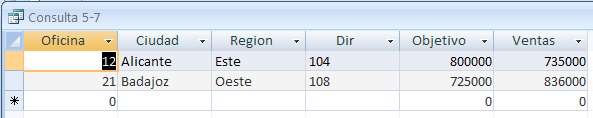 Consulta 5-7
Oficina Ciudad Region Dir Objetivo Ventas
12 Alicante Este 104 800000 735000
21 Badajoz Oeste 108 725000 836000
* 0 0 0